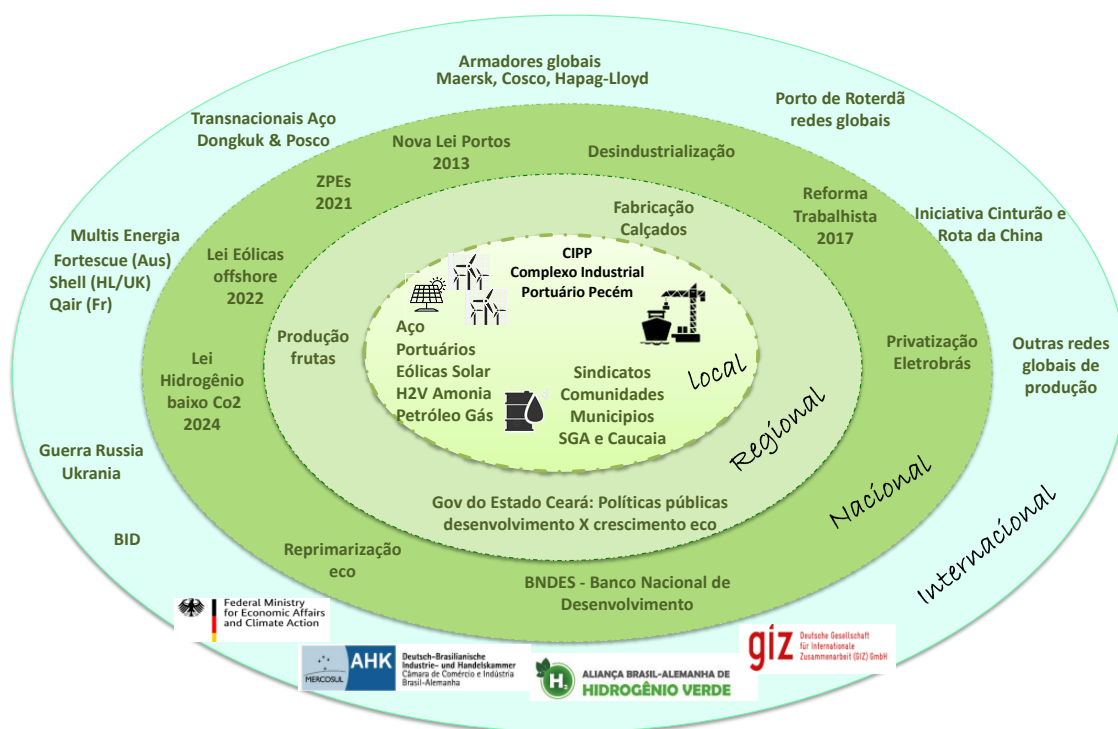 Armadores globais
Maersk, Cosco, Hapag-Lloyd
Porto de Roterdã
redes globais
Transnacionais Aço
Dongkuk & Posco
Nova Lei Portos
2013
Desindustrialização
ZPEs
2021
Reforma
Trabalhista
2017
Iniciativa Cinturão e
Rota da China
Fabricação
Calçados
Multis Energia
Fortescue (Aus)
Shell (HL/UK)
Qair (Fr)
Lei Eólicas
offshore
2022
CIPP
Complexo Industrial
Portuário Pecém
Produção
frutas
Aço
Portuários
Eólicas Solar
H2V Amonia
Petróleo Gás
Sindicatos
Comunidades
Municipios
SGA e Caucaia
Local
Privatização
Eletrobrás
Outras redes
globais de
produção
Lei
Hidrogênio
baixo Co2
2024
Regional
Guerra Russia
Ukrania
Gov do Estado Ceará: Políticas públicas
desenvolvimento X crescimento eco
Nacional
BID
Reprimarização
eco
BNDES - Banco Nacional de
Desenvolvimento
Internacional
Federal Ministry
for Economic Affairs
and Climate Action
MERCOSUL
AHK
Deutsch-Brasilianische
Industrie- und Handelskammer
Câmara de Comércio e Indústria
Brasil-Alemanha
H2
ALIANÇA BRASIL-ALEMANHA DE
HIDROGÊNIO VERDE
giz
Deutsche Gesellschaft
für Internationale
Zusammenarbeit (GIZ) GmbH